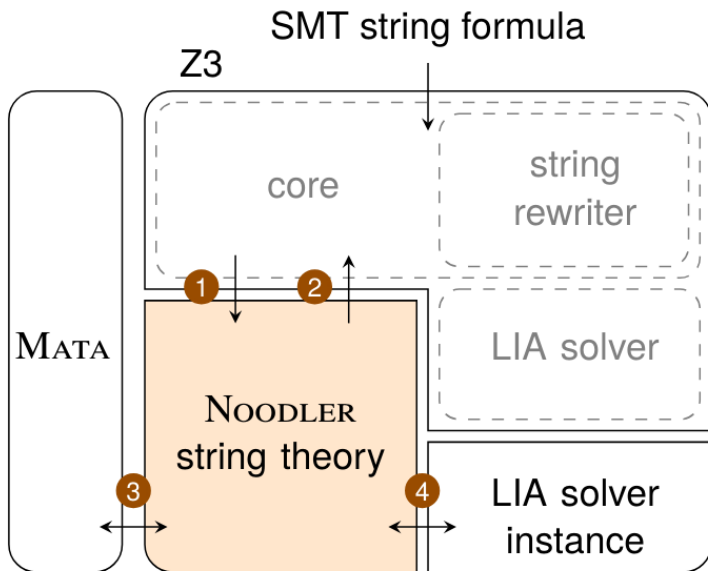 SMT string formula
Z3
core
string
rewriter
1
2
MATA
LIA solver
NOODLER
string theory
3
4
LIA solver
instance